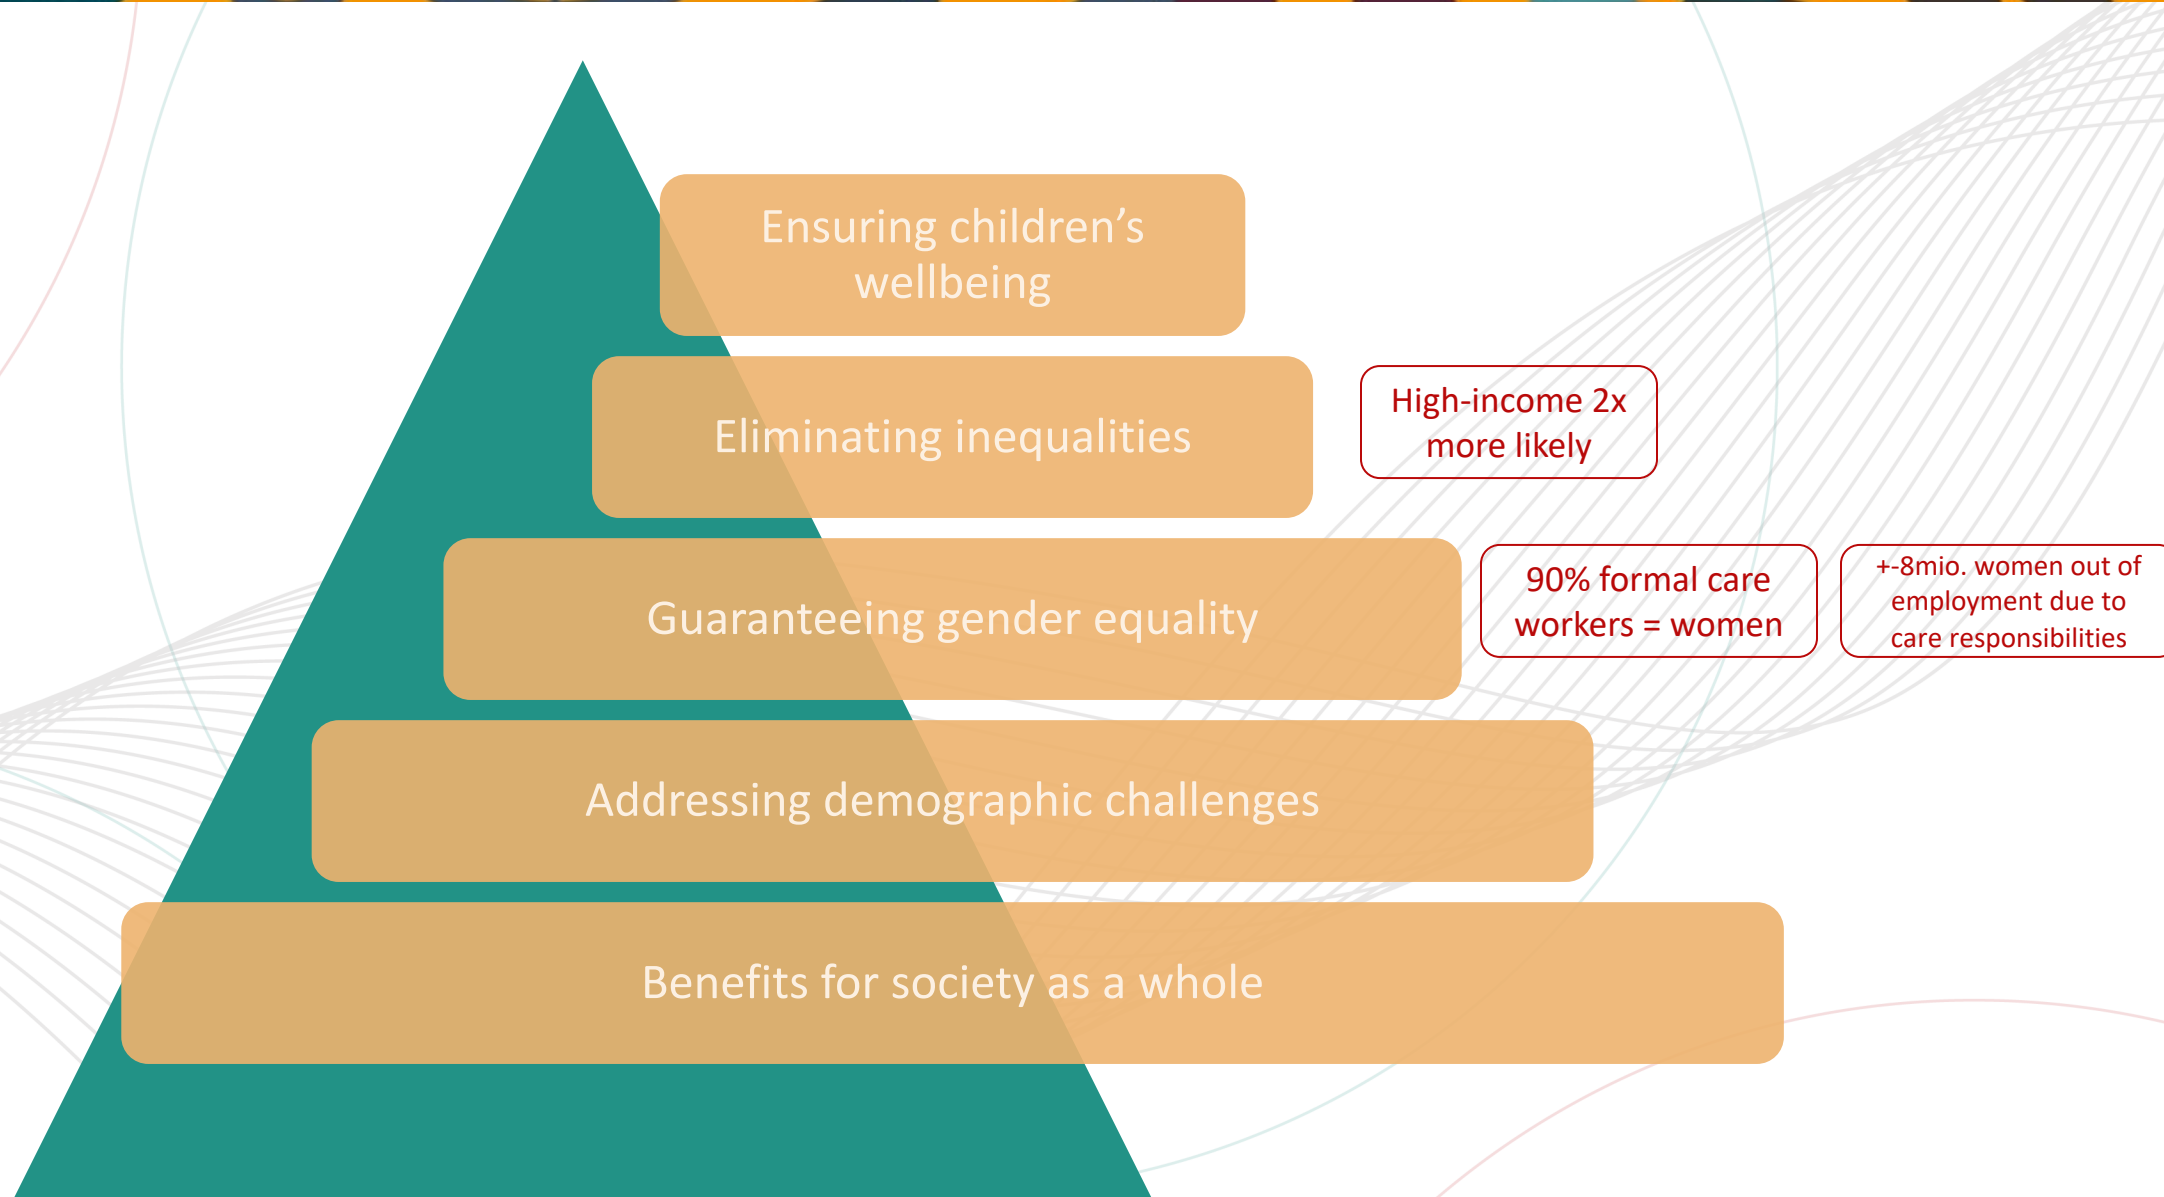 Ensuring children’s
wellbeing
Eliminating inequalities
High-income 2x
more likely
Guaranteeing gender equality
90% formal care
workers = women
+-8mio. women out of
employment due to
care responsibilities
Addressing demographic challenges
Benefits for society as a whole